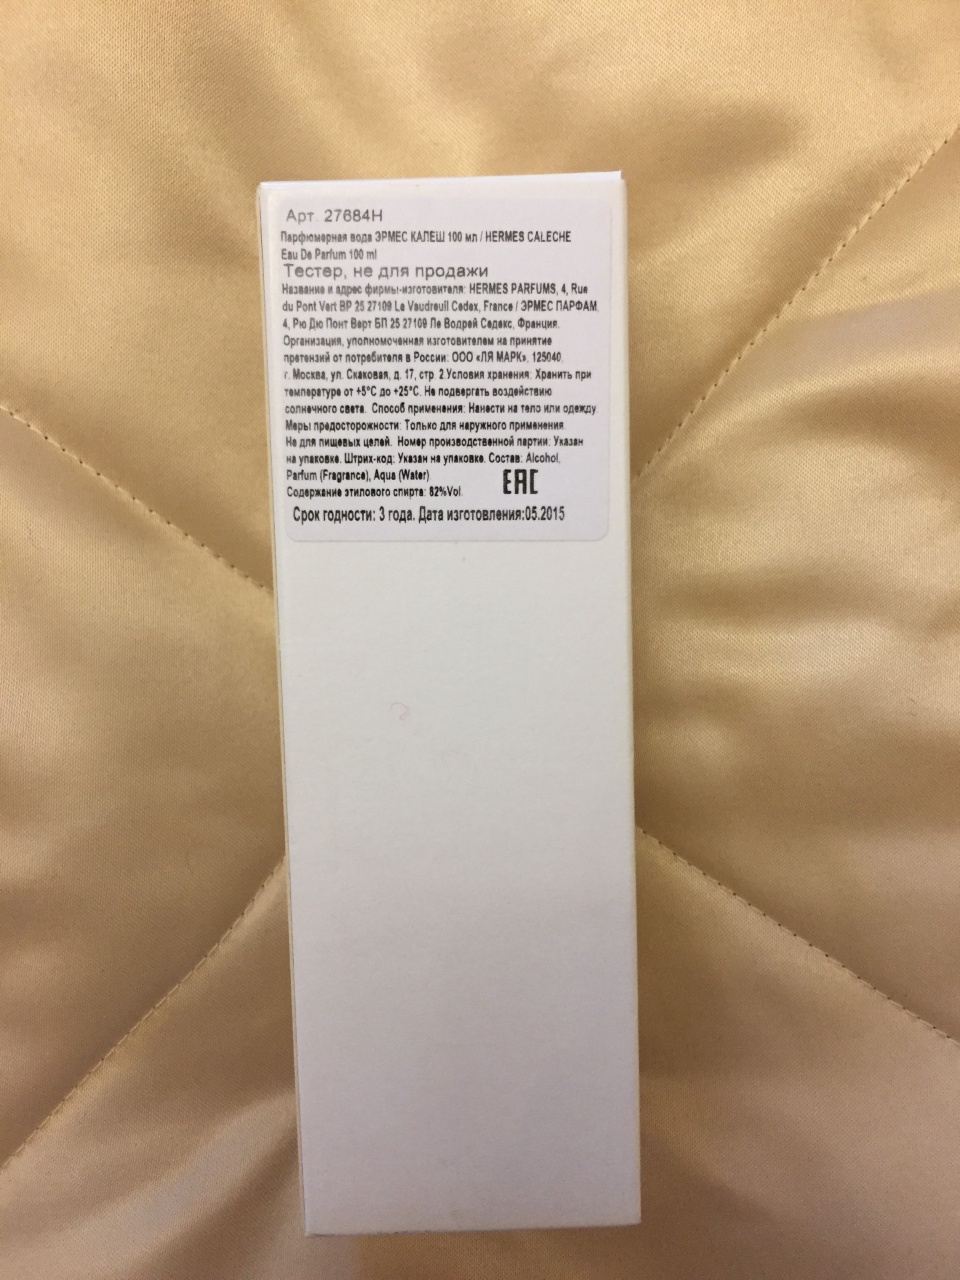 Арт. 27684H
Парфюмерная вода ЭРМЕС КАЛЕШ 100 мл / HERMES CALECHE
Eau De Parfum 100 ml
Тестер, не для продажи
Название и адрес фирмы-изготовителя: HERMES PARFUMS, 4, Rue
du Pont Vert BP 25 27109 Le Vaudreuil Cedex, France / ЭРМЕС ПАРФАМ,
4, Рю Дю Понт Верт БП 25 27109 Ле Водрей Седекс, Франция.
Организация, уполномоченная изготовителем на принятие
претензий от потребителя в России: ООО «ЛЯ МАРК», 125040,
г. Москва, ул. Скаковая, д. 17, стр. 2.Условия хранения: Хранить при
температуре от +5°С до +25°С. Не подвергать воздействию
солнечного света. Способ применения: Нанести на тело или одежду.
Меры предосторожности: Только для наружного применения.
Не для пищевых целей. Номер производственной партии: Указан
на упаковке. Штрих-код: Указан на упаковке. Состав: Alcohol,
Parfum (Fragrance), Aqua (Water)
Содержание этилового спирта: 82%Vol. EAC
Срок годности: 3 года. Дата изготовления:05.2015